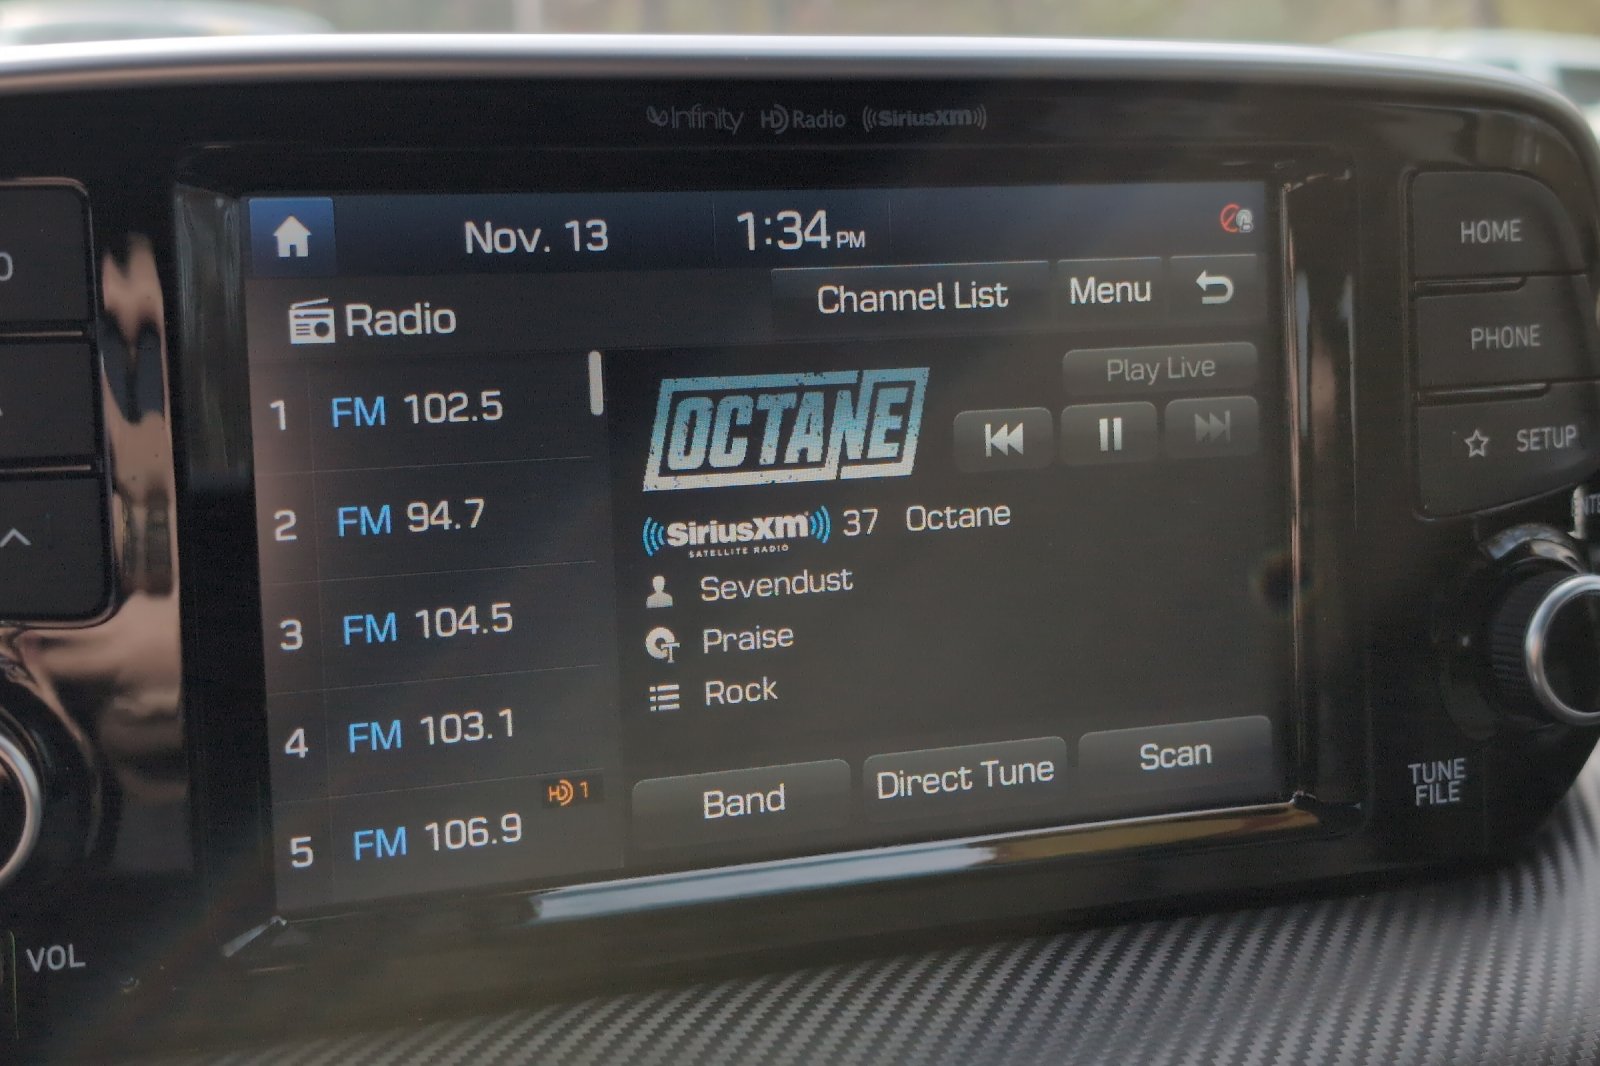 Infinity HD Radio SiriusXM
Nov. 13 1:34 PM
Channel List Menu
Radio
Play Live
1 FM 102.5
2 FM 94.7
3 FM 104.5
4 FM 103.1
HD 1
5 FM 106.9
OCTANE
SiriusXM 37 Octane
SATELLITE RADIO
Sevendust
Praise
Rock
Band Direct Tune Scan
HOME
PHONE
SETUP
TUNE
FILE
VOL